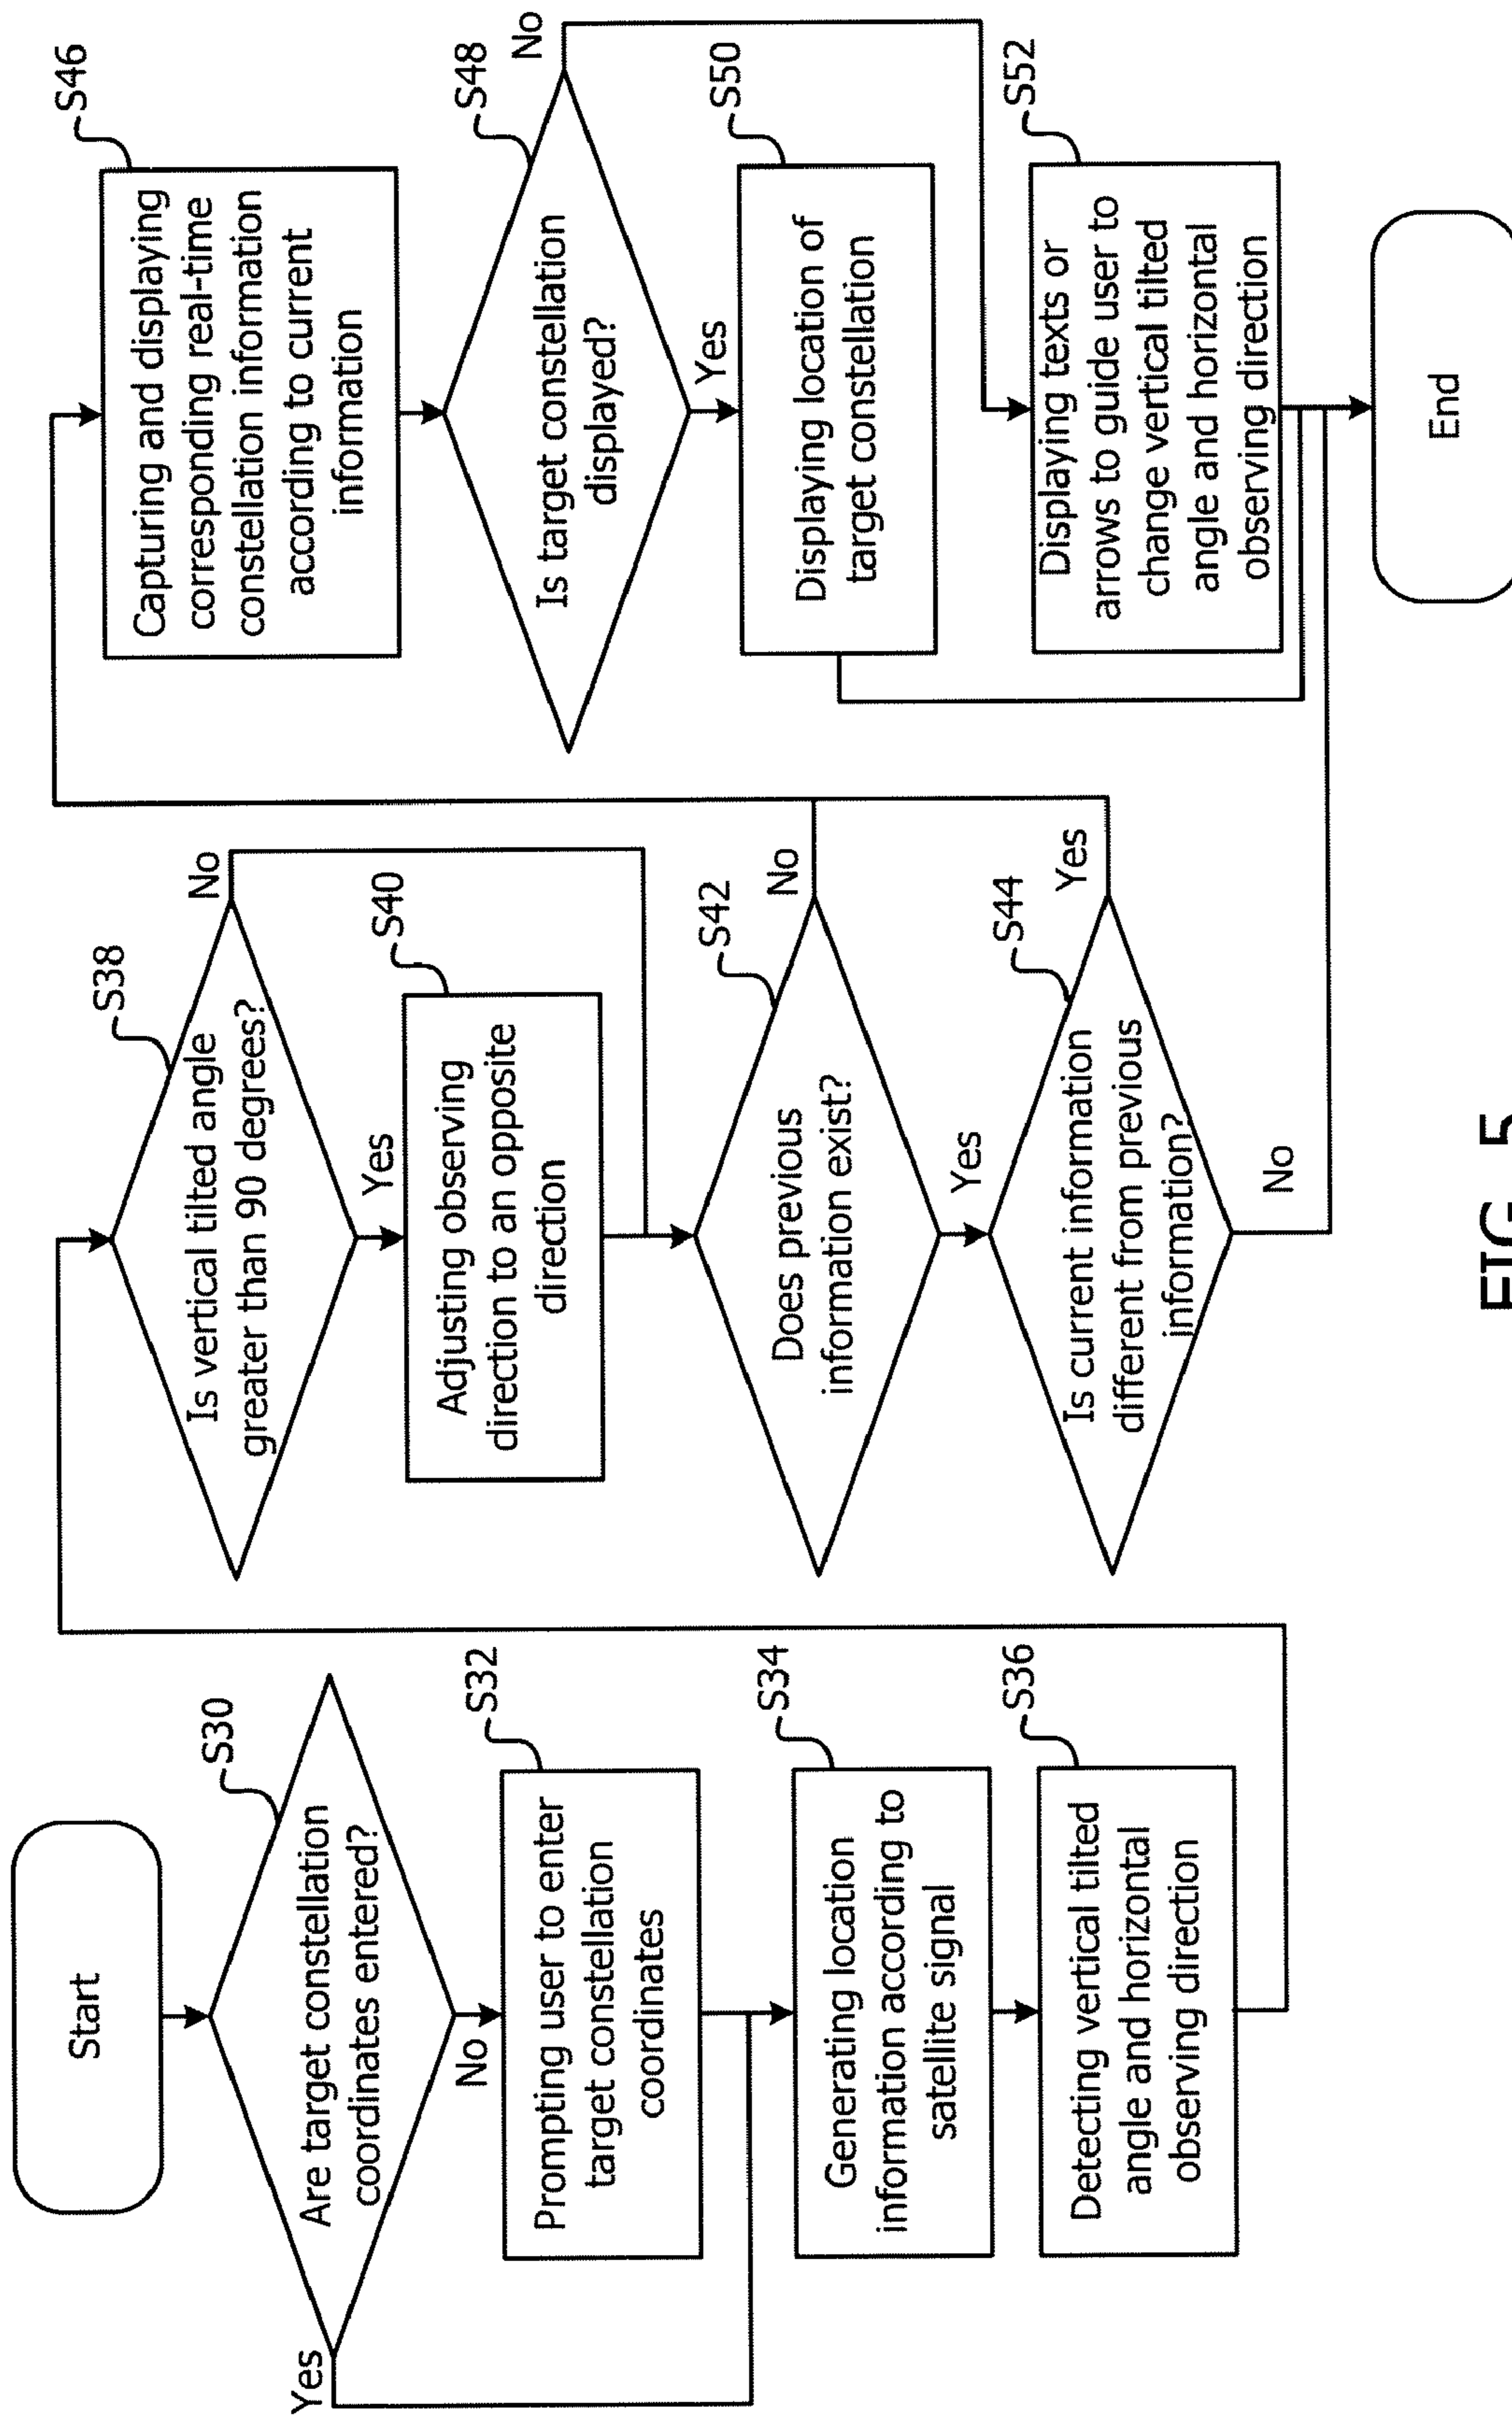 Start
S30
Are target constellation
coordinates entered?
Yes
No
S32
Prompting user to enter
target constellation
coordinates
S34
Generating location
information according to
satellite signal
S36
Detecting vertical tilted
angle and horizontal
observing direction
S38
Is vertical tilted angle
greater than 90 degrees?
No
Yes
S40
Adjusting observing
direction to an opposite
direction
S42
Does previous
information exist?
No
Yes
S44
Is current information
different from previous
information?
Yes
No
S46
Capturing and displaying
corresponding real-time
constellation information
according to current
information
S48
Is target constellation
displayed?
No
Yes
S50
Displaying location of
target constellation
S52
Displaying texts or
arrows to guide user to
change vertical tilted
angle and horizontal
observing direction
End
FIG. 5